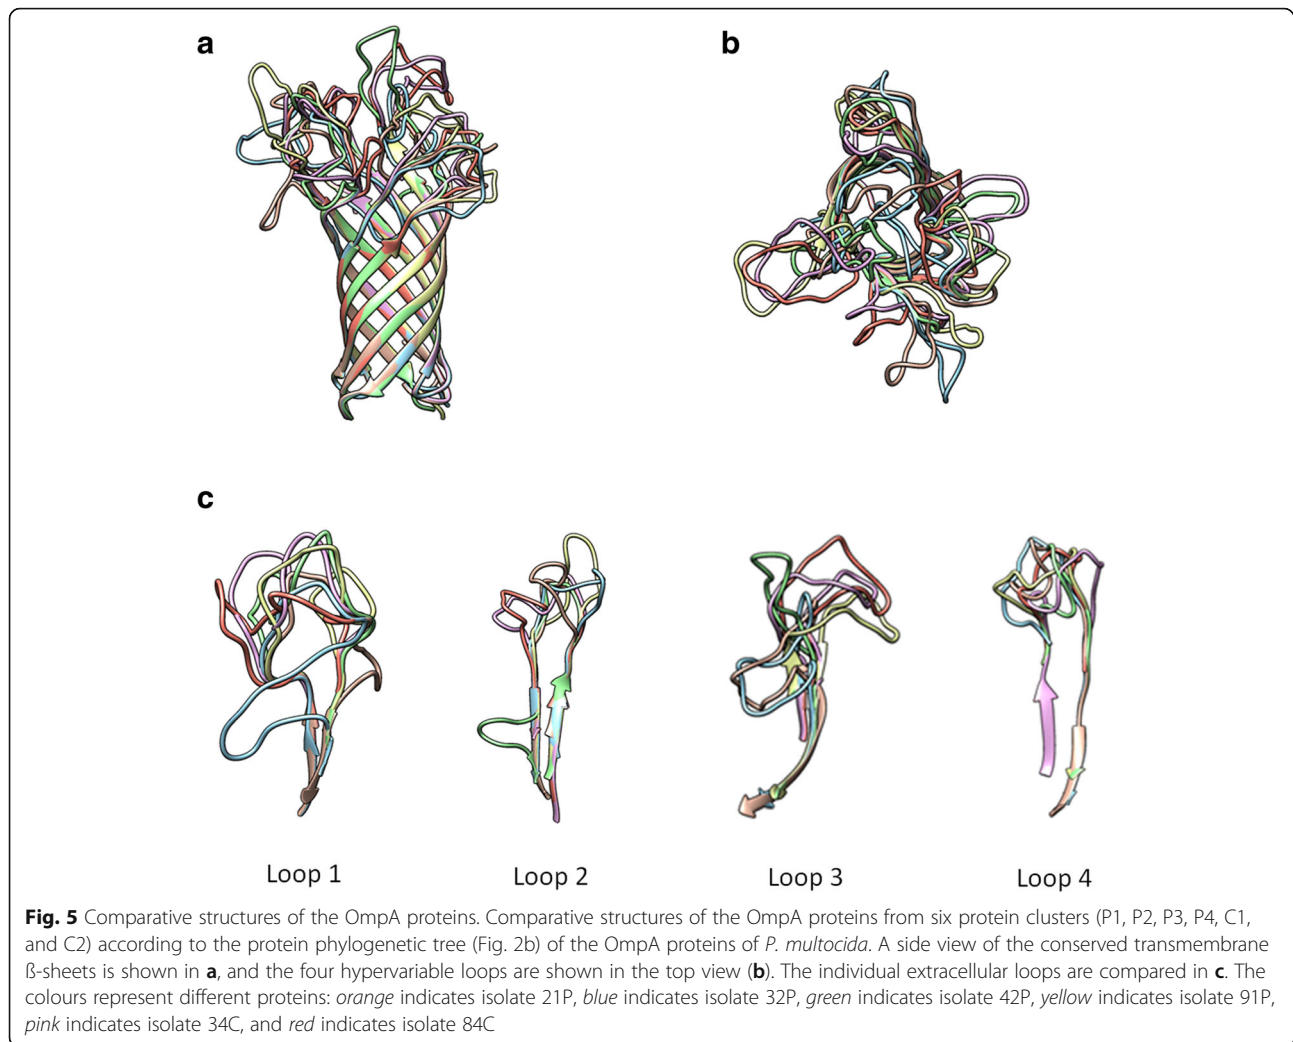 a
b
c
Loop 1
Loop 2
Loop 3
Loop 4
Fig. 5 Comparative structures of the OmpA proteins. Comparative structures of the OmpA proteins from six protein clusters (P1, P2, P3, P4, C1,
and C2) according to the protein phylogenetic tree (Fig. 2b) of the OmpA proteins of P. multocida. A side view of the conserved transmembrane
ß-sheets is shown in a, and the four hypervariable loops are shown in the top view (b). The individual extracellular loops are compared in c. The
colours represent different proteins: orange indicates isolate 21P, blue indicates isolate 32P, green indicates isolate 42P, yellow indicates isolate 91P,
pink indicates isolate 34C, and red indicates isolate 84C